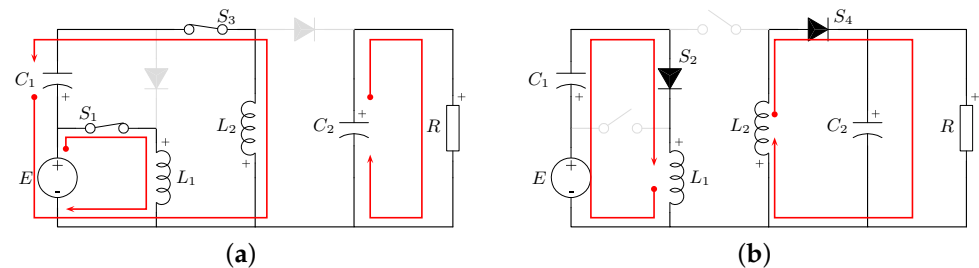 S3
C1 +
S1
+
+
E
-
L1
L2
+
C2
+
R
+
(a)
S4
S2
C1 +
+
E
-
L1
L2
+
C2
+
R
+
(b)